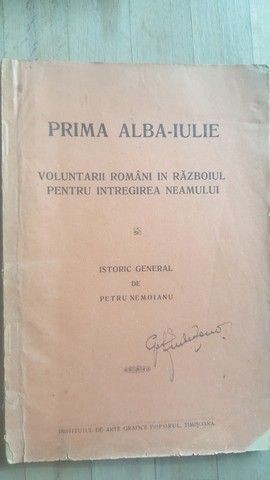 PRIMA ALBA-IULIE
VOLUNTARII ROMÂNI IN RĂZBOIUL
PENTRU INTREGIREA NEAMULUI
ISTORIC GENERAL
DE
PETRU NEMOIANU
INSTITUTUL DE ARTE GRAFICE POPORUL, TIMIȘOARA